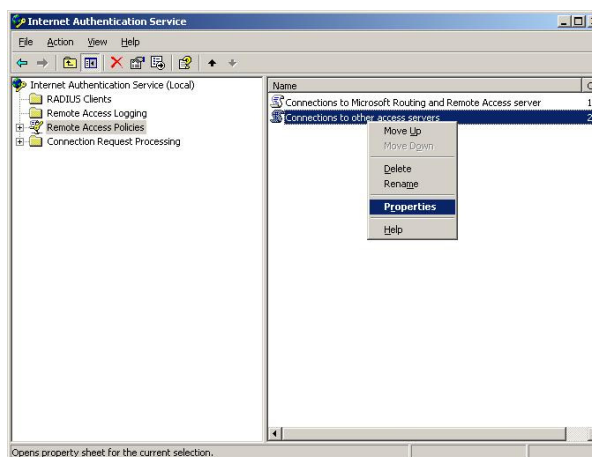 Internet Authentication Service
File Action View Help
Internet Authentication Service (Local)
RADIUS Clients
Remote Access Logging
Remote Access Policies
Connection Request Processing
Name
Connections to Microsoft Routing and Remote Access server 1
Connections to other access servers 2
Move Up
Move Down
Delete
Rename
Properties
Help
Opens property sheet for the current selection.